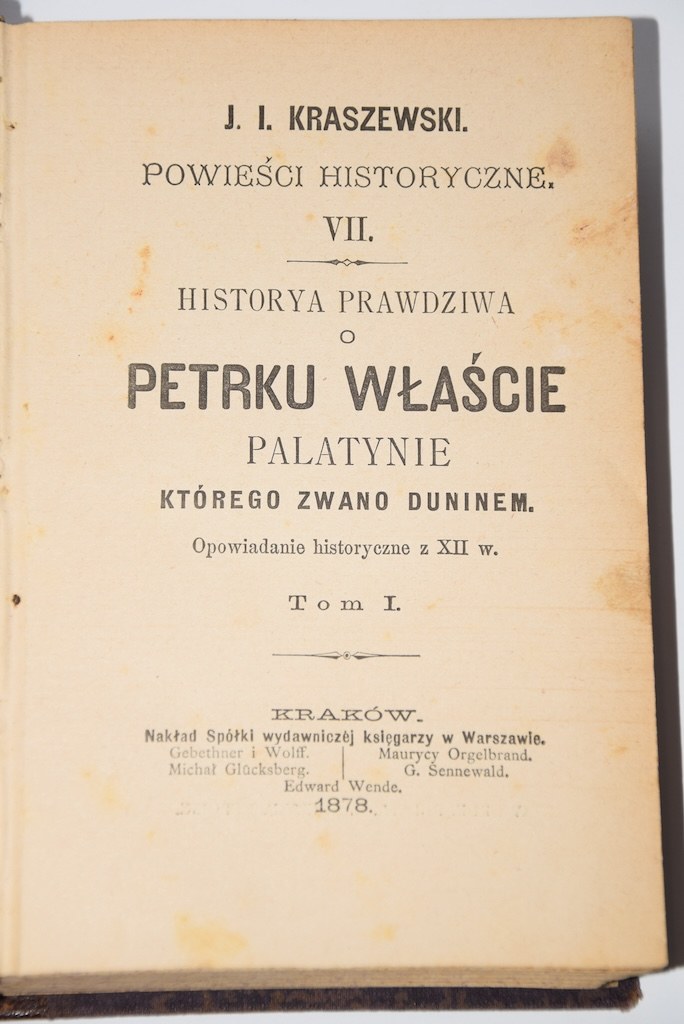 J. I. KRASZEWSKI.
POWIEŚCI HISTORYCZNE.
VII.
HISTORYA PRAWDZIWA
O
PETRKU WŁAŚCIE
PALATYNIE
KTÓREGO ZWANO DUNINEM.
Opowiadanie historyczne z XII w.
Tom I.
KRAKÓW.
Nakład Spółki wydawniczéj księgarzy w Warszawie.
Gebethner i Wolff. Maurycy Orgelbrand.
Michał Glücksberg. G. Sennewald.
Edward Wende.
1878.